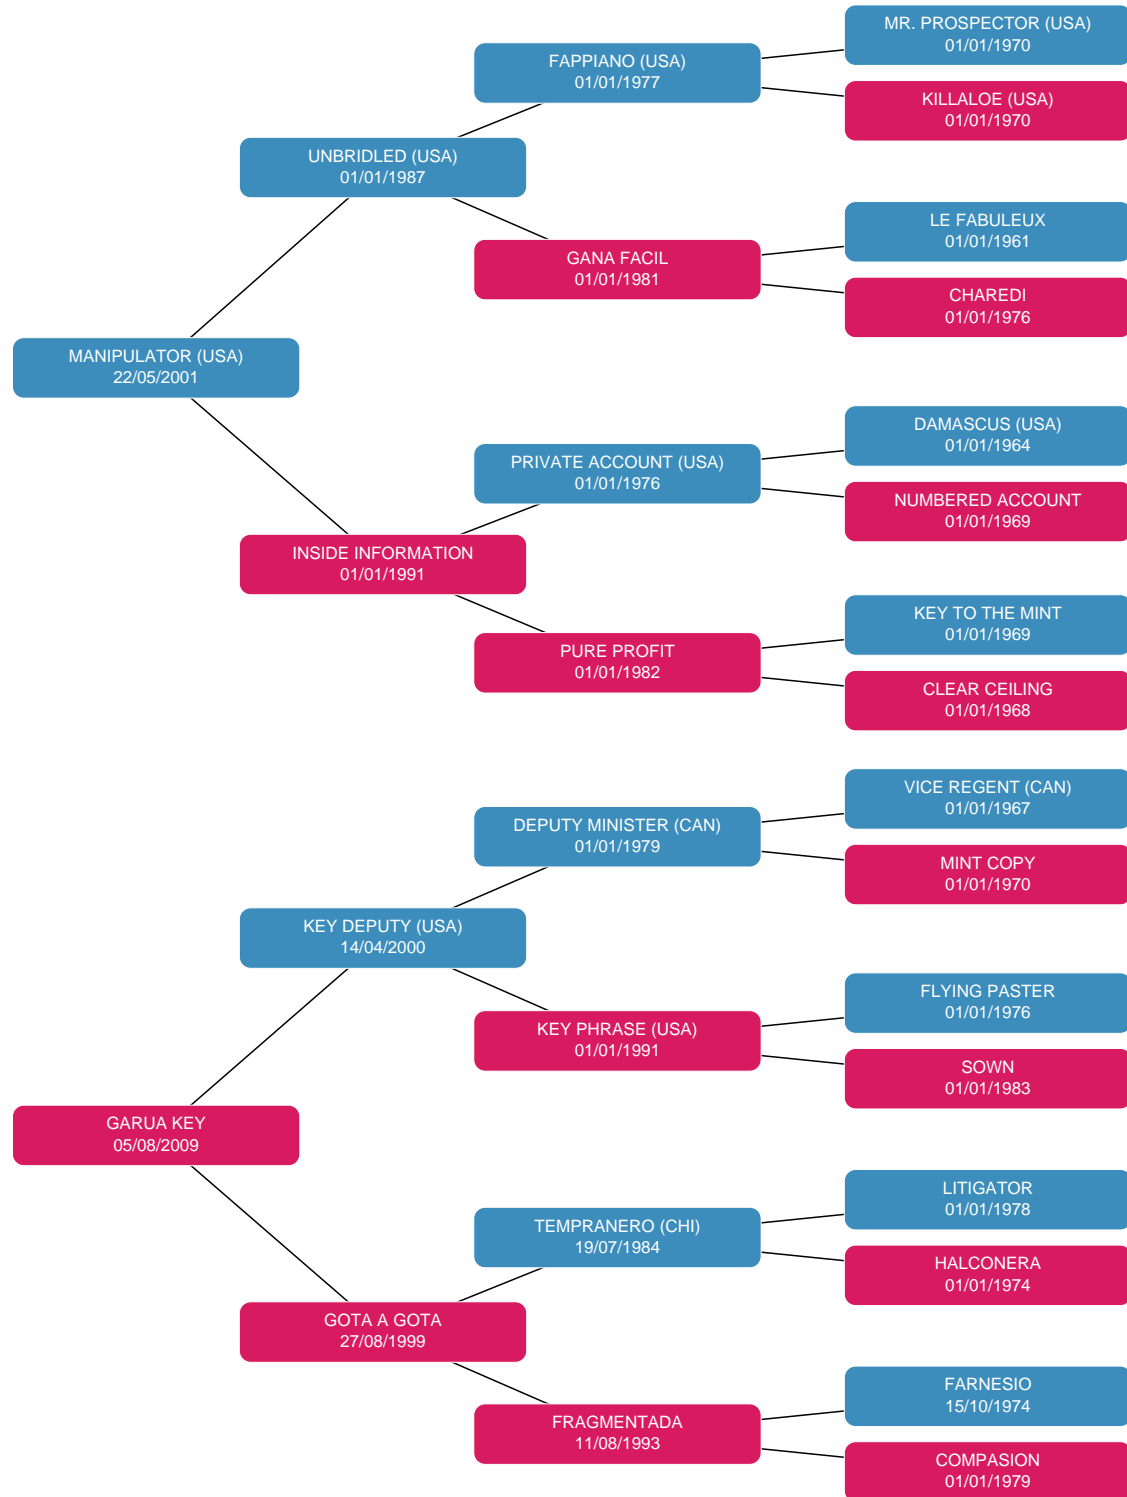 MR. PROSPECTOR (USA)
01/01/1970
FAPPIANO (USA)
01/01/1977
KILLALOE (USA)
01/01/1970
UNBRIDLED (USA)
01/01/1987
LE FABULEUX
01/01/1961
GANA FACIL
01/01/1981
CHAREDI
01/01/1976
MANIPULATOR (USA)
22/05/2001
DAMASCUS (USA)
01/01/1964
PRIVATE ACCOUNT (USA)
01/01/1976
NUMBERED ACCOUNT
01/01/1969
INSIDE INFORMATION
01/01/1991
KEY TO THE MINT
01/01/1969
PURE PROFIT
01/01/1982
CLEAR CEILING
01/01/1968
VICE REGENT (CAN)
01/01/1967
DEPUTY MINISTER (CAN)
01/01/1979
MINT COPY
01/01/1970
KEY DEPUTY (USA)
14/04/2000
FLYING PASTER
01/01/1976
KEY PHRASE (USA)
01/01/1991
SOWN
01/01/1983
GARUA KEY
05/08/2009
LITIGATOR
01/01/1978
TEMPRANERO (CHI)
19/07/1984
HALCONERA
01/01/1974
GOTA A GOTA
27/08/1999
FARNESIO
15/10/1974
FRAGMENTADA
11/08/1993
COMPASION
01/01/1979